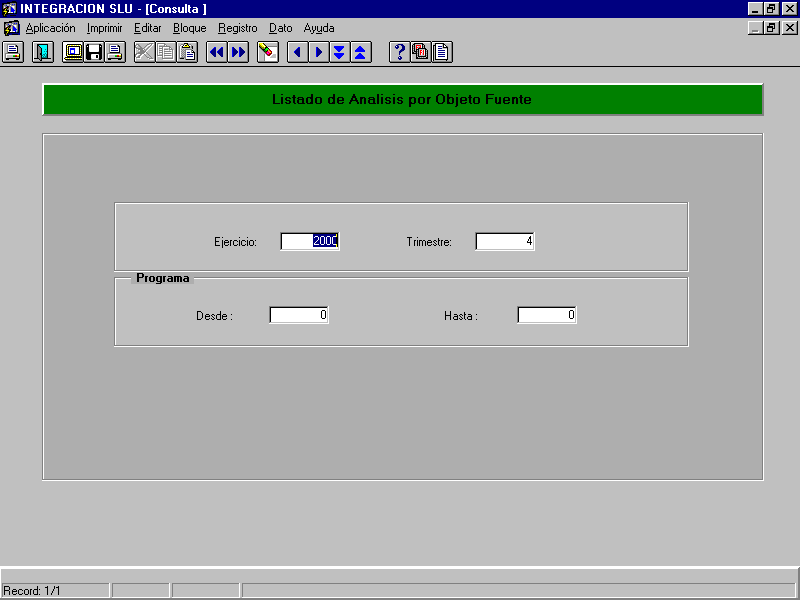 INTEGRACION SLU - [Consulta ]
Aplicación Imprimir Editar Bloque Registro Dato Ayuda
Listado de Analisis por Objeto Fuente
Ejercicio: 2000 Trimestre: 4
Programa
Desde : 0 Hasta : 0
Record: 1/1